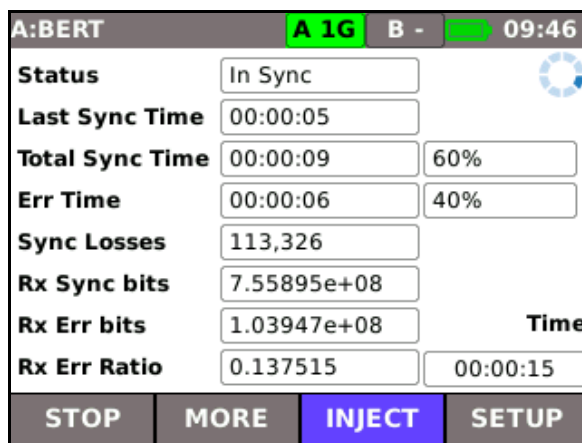 A:BERT A 1G B - 09:46
Status In Sync
Last Sync Time 00:00:05
Total Sync Time 00:00:09 60%
Err Time 00:00:06 40%
Sync Losses 113,326
Rx Sync bits 7.55895e+08
Rx Err bits 1.03947e+08 Time
Rx Err Ratio 0.137515 00:00:15
STOP MORE INJECT SETUP